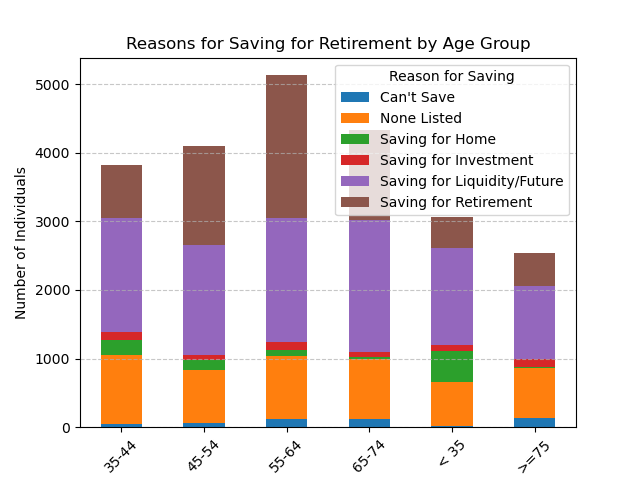 Reasons for Saving for Retirement by Age Group
Number of Individuals
5000
4000
3000
2000
1000
0
Reason for Saving
Can't Save
None Listed
Saving for Home
Saving for Investment
Saving for Liquidity/Future
Saving for Retirement
35-44
45-54
55-64
65-74
< 35
>=75